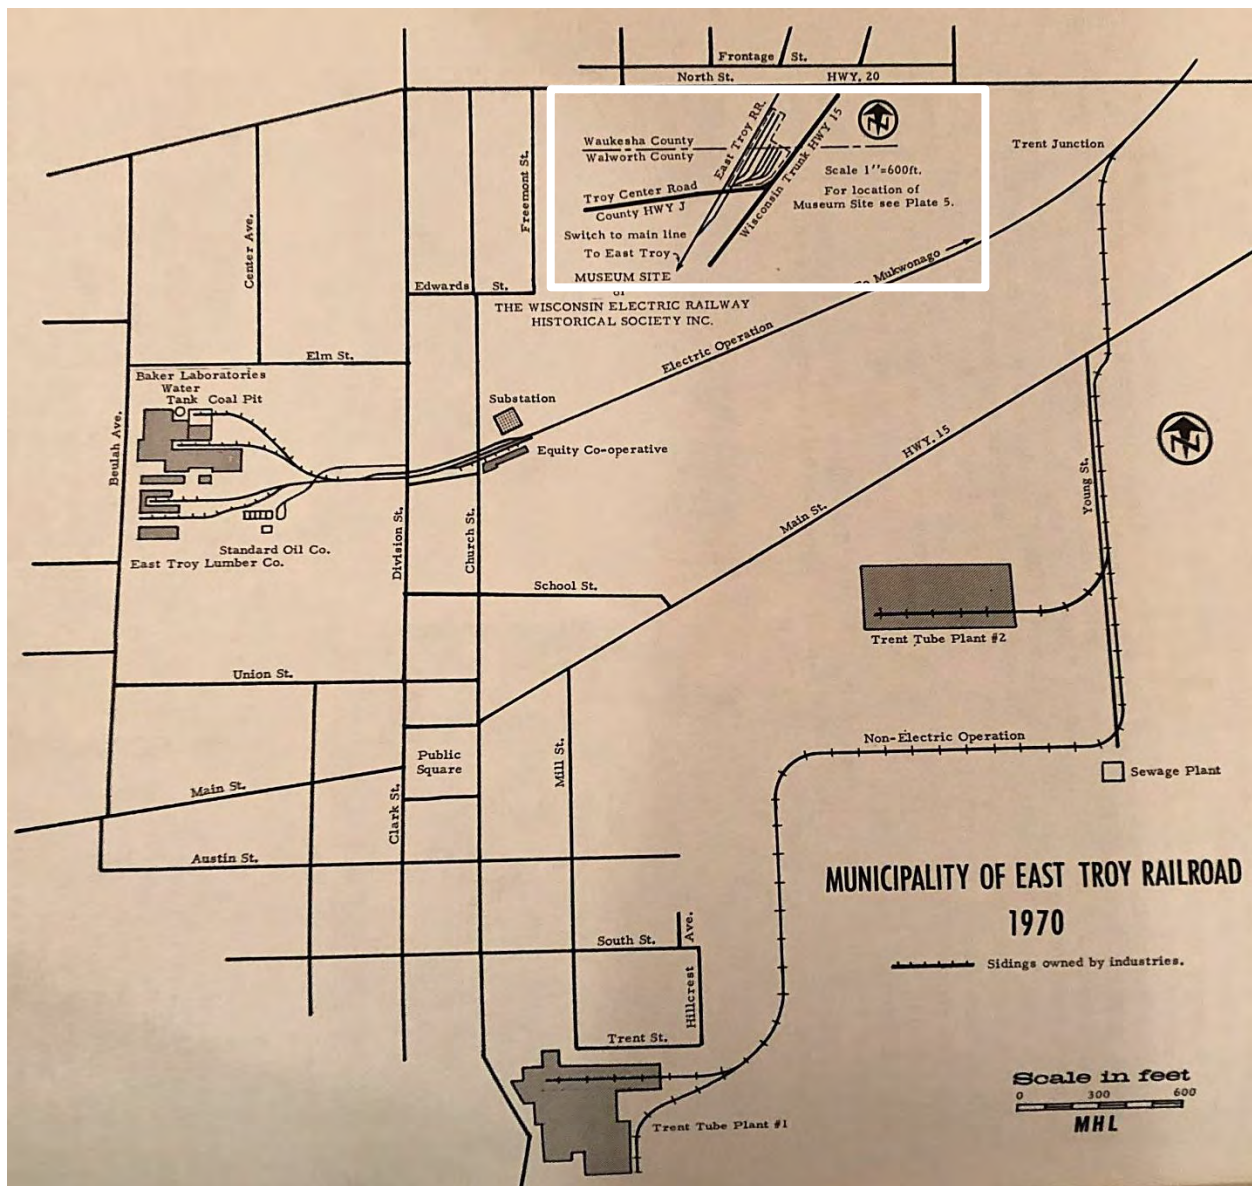 Frontage St.
North St. HWY. 20
Waukesha County
Walworth County
East Troy RR.
Wisconsin Trunk HWY 15
N
Scale 1"=600ft.
For location of
Museum Site see Plate 5.
Troy Center Road
County HWY J
Switch to main line
To East Troy
MUSEUM SITE
of
THE WISCONSIN ELECTRIC RAILWAY
HISTORICAL SOCIETY INC.
Trent Junction
To Mukwonago
Electric Operation
Center Ave.
Freemont St.
Edwards St.
Elm St.
Baker Laboratories
Water
Tank
Coal Pit
Beulah Ave.
Substation
Equity Co-operative
HWY. 15
N
Standard Oil Co.
East Troy Lumber Co.
Division St.
Church St.
Main St.
Young St.
School St.
Trent Tube Plant #2
Union St.
Non-Electric Operation
Public
Square
Mill St.
Sewage Plant
Main St.
Clark St.
Austin St.
MUNICIPALITY OF EAST TROY RAILROAD
1970
Sidings owned by industries.
South St.
Hillcrest Ave.
Trent St.
Trent Tube Plant #1
Scale in feet
0 300 600
MHL